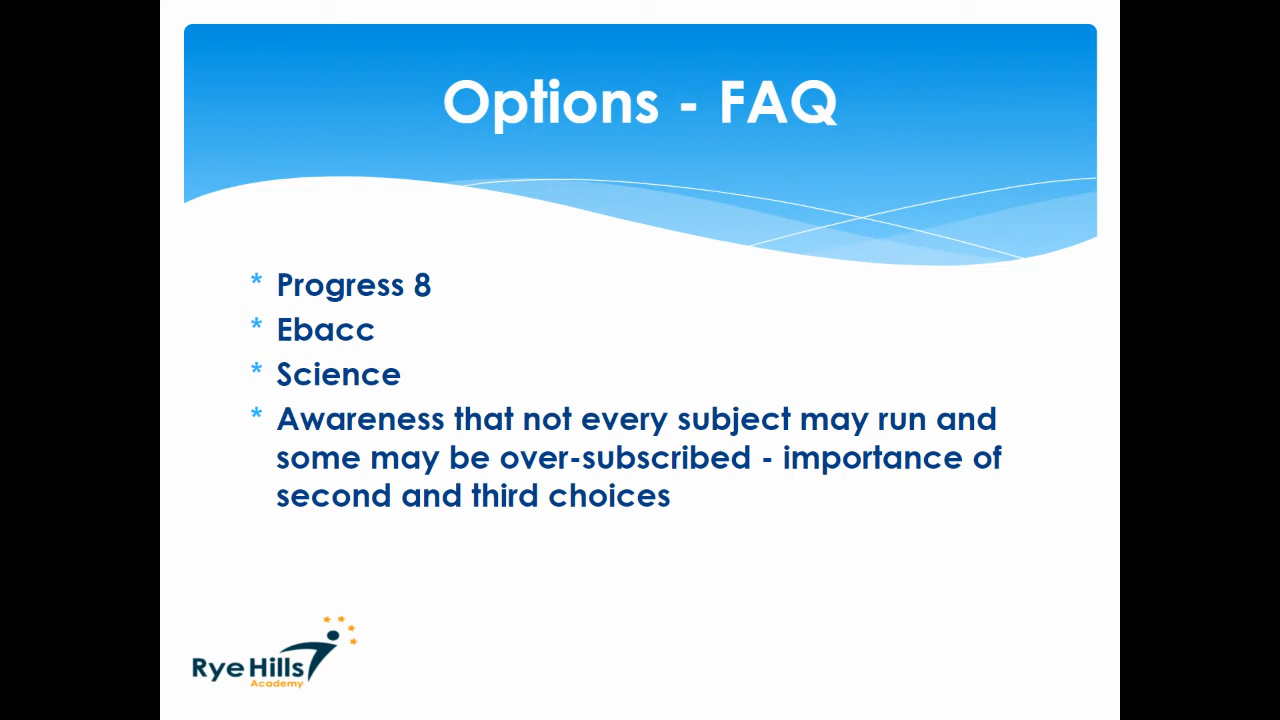 Options - FAQ
* Progress 8
* Ebacc
* Science
* Awareness that not every subject may run and
some may be over-subscribed - importance of
second and third choices
Rye Hills
Academy